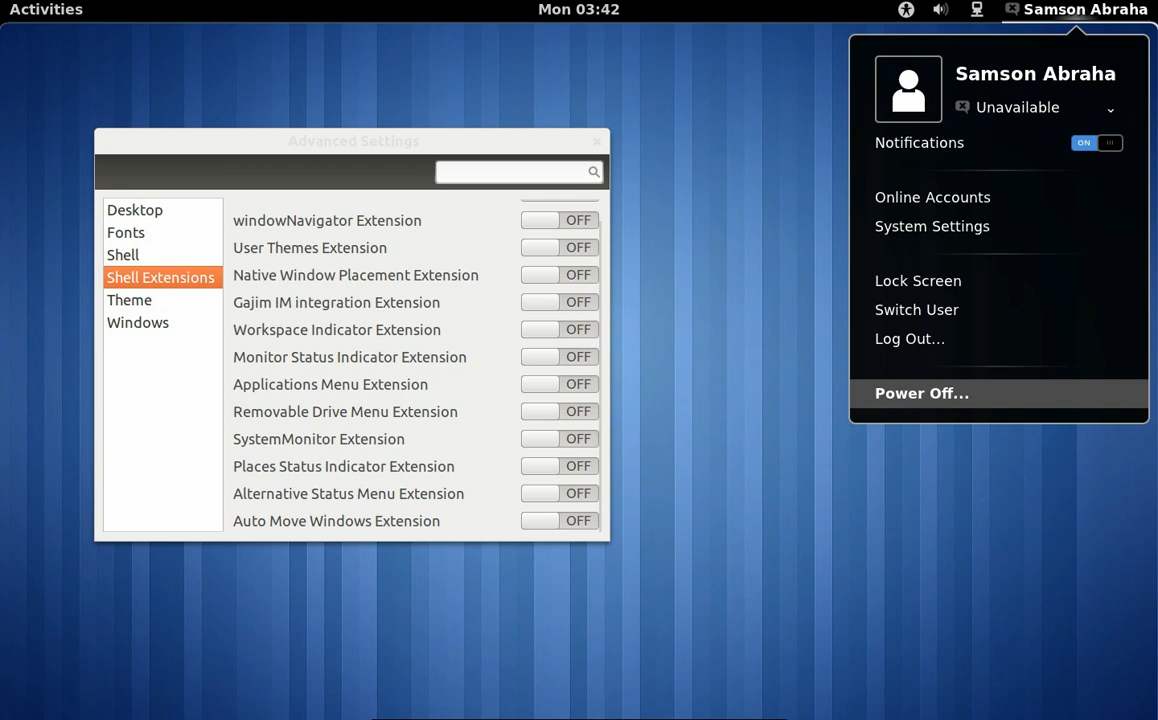 Activities
Mon 03:42
Samson Abraha
Samson Abraha
Unavailable
Notifications
ON
Online Accounts
System Settings
Lock Screen
Switch User
Log Out...
Power Off...
Advanced Settings
Desktop
Fonts
Shell
Shell Extensions
Theme
Windows
windowNavigator Extension OFF
User Themes Extension OFF
Native Window Placement Extension OFF
Gajim IM integration Extension OFF
Workspace Indicator Extension OFF
Monitor Status Indicator Extension OFF
Applications Menu Extension OFF
Removable Drive Menu Extension OFF
SystemMonitor Extension OFF
Places Status Indicator Extension OFF
Alternative Status Menu Extension OFF
Auto Move Windows Extension OFF